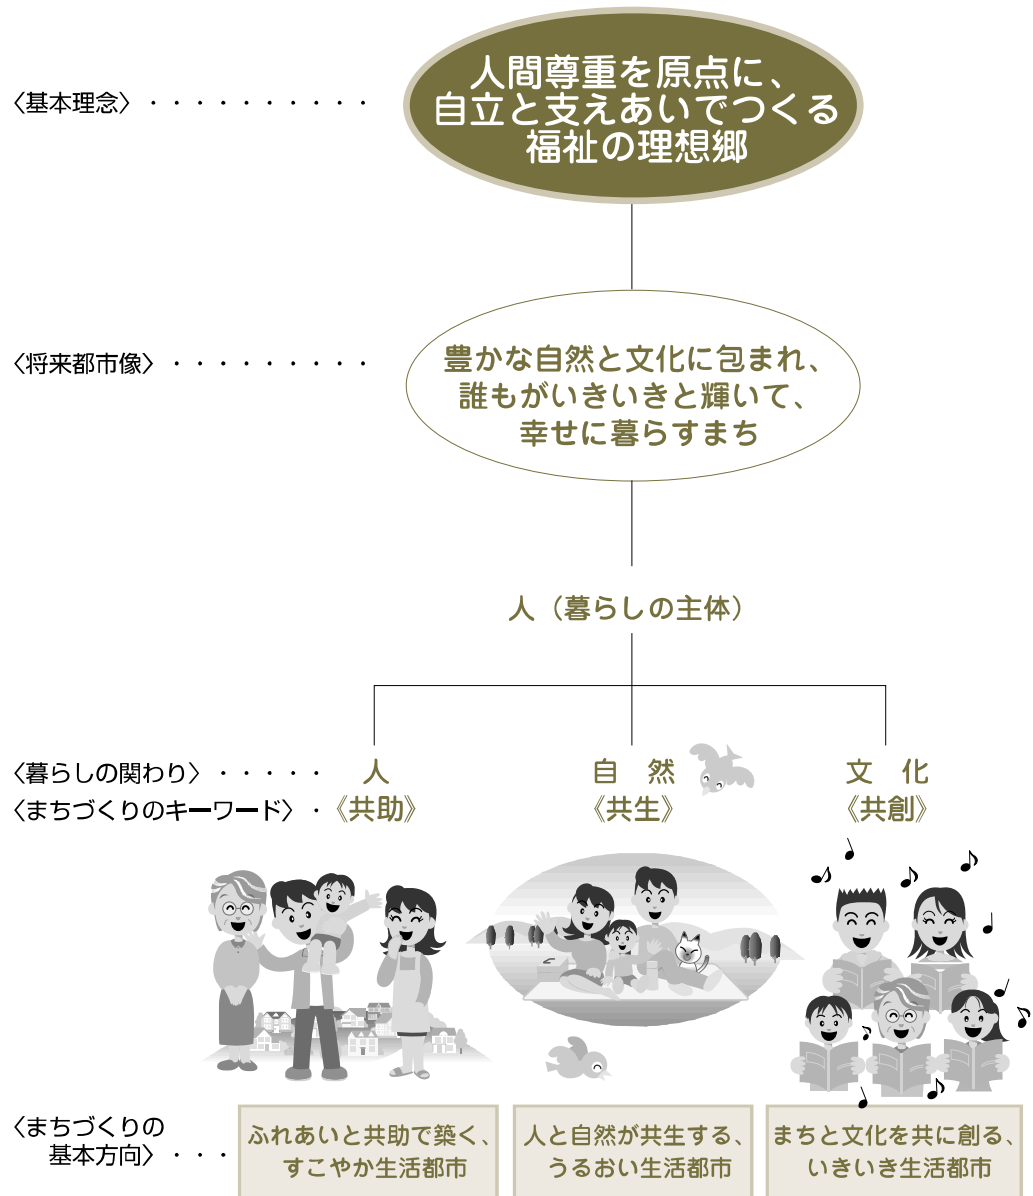 〈基本理念〉・・・・・・・・・・
人間尊重を原点に、
自立と支えあいでつくる
福祉の理想郷
〈将来都市像〉・・・・・・・・・
豊かな自然と文化に包まれ、
誰もがいきいきと輝いて、
幸せに暮らすまち
人（暮らしの主体）
〈暮らしの関わり〉・・・・・ 人 自　然 文　化
〈まちづくりのキーワード〉・《共助》 《共生》 《共創》
〈まちづくりの
基本方向〉・・・
ふれあいと共助で築く、
すこやか生活都市
人と自然が共生する、
うるおい生活都市
まちと文化を共に創る、
いきいき生活都市